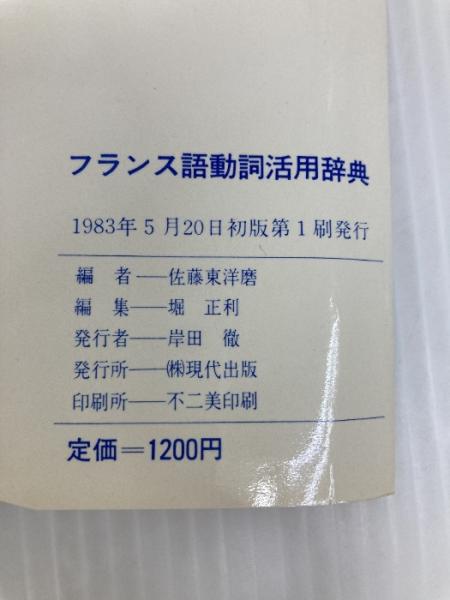 フランス語動詞活用辞典
1983年5月20日初版第1刷発行
編 者──佐藤東洋磨
編 集──堀 正利
発行者──岸田 徹
発行所──㈱現代出版
印刷所──不二美印刷
定価＝1200円